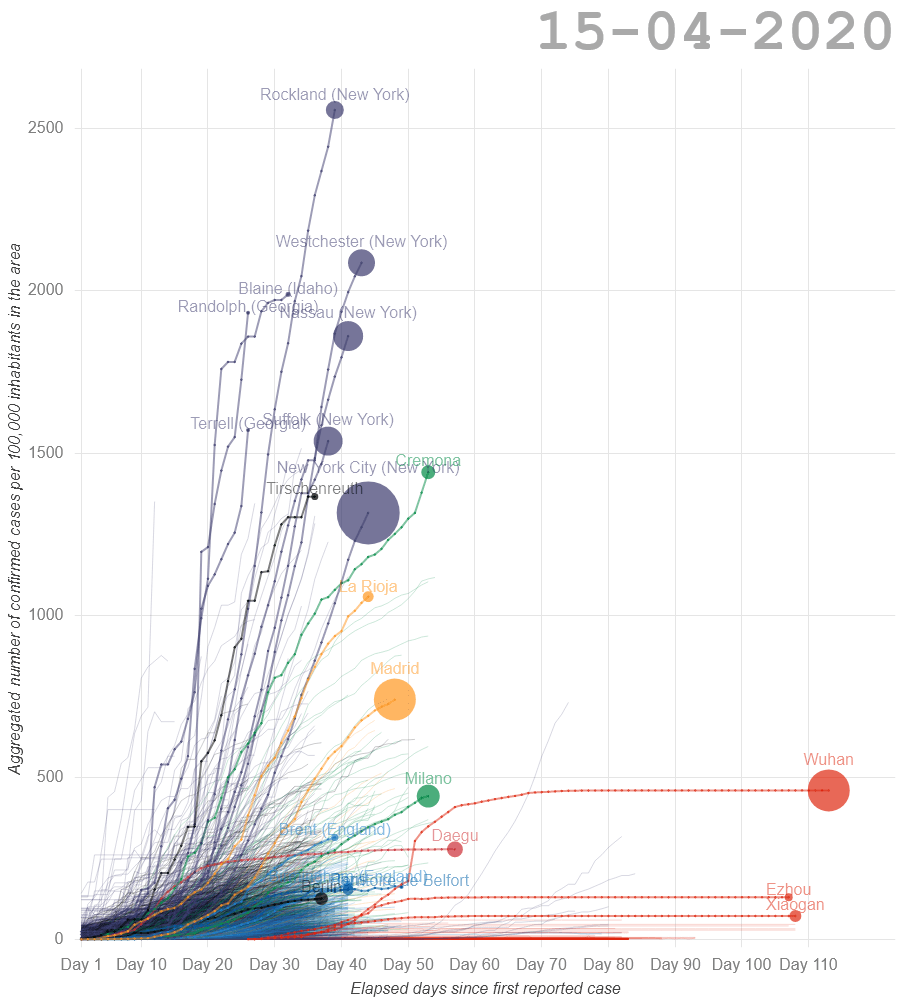 15-04-2020
Rockland (New York)
2500
Westchester (New York)
Blaine (Idaho)
2000
Randolph (Georgia)
Nassau (New York)
Terrell (Georgia)
Suffolk (New York)
1500
Cremona
New York City (New York)
Tirschenreuth
1000
La Rioja
Madrid
500
Wuhan
Milano
Brent (England)
Daegu
(England)
Territoire de Belfort
Berlin
Ezhou
Xiaogan
0
Day 1 Day 10 Day 20 Day 30 Day 40 Day 50 Day 60 Day 70 Day 80 Day 90 Day 100 Day 110
Elapsed days since first reported case
Aggregated number of confirmed cases per 100,000 inhabitants in the area